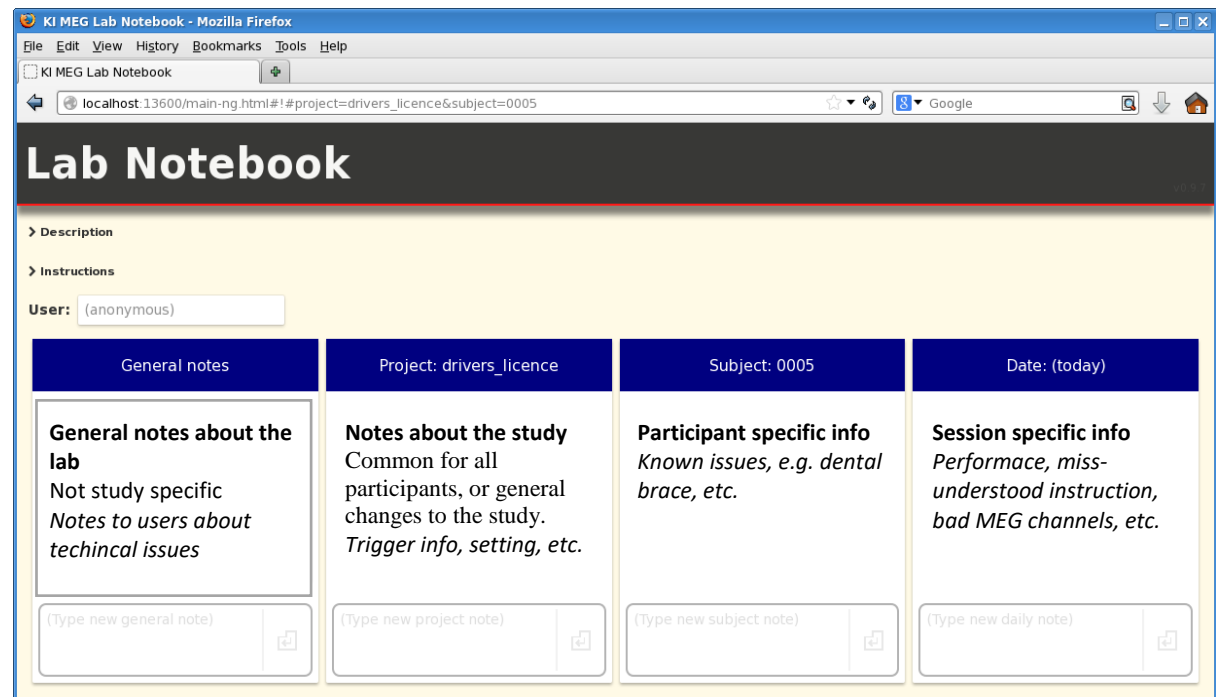 KI MEG Lab Notebook - Mozilla Firefox
File Edit View History Bookmarks Tools Help
KI MEG Lab Notebook
localhost:13600/main-ng.html#!#project=drivers_licence&subject=0005
Google
Lab Notebook
v0.9.7
Description
Instructions
User: (anonymous)
General notes
Project: drivers_licence
Subject: 0005
Date: (today)
General notes about the
lab
Not study specific
Notes to users about
techincal issues
Notes about the study
Common for all
participants, or general
changes to the study.
Trigger info, setting, etc.
Participant specific info
Known issues, e.g. dental
brace, etc.
Session specific info
Performace, miss-
understood instruction,
bad MEG channels, etc.
(Type new general note)
(Type new project note)
(Type new subject note)
(Type new daily note)